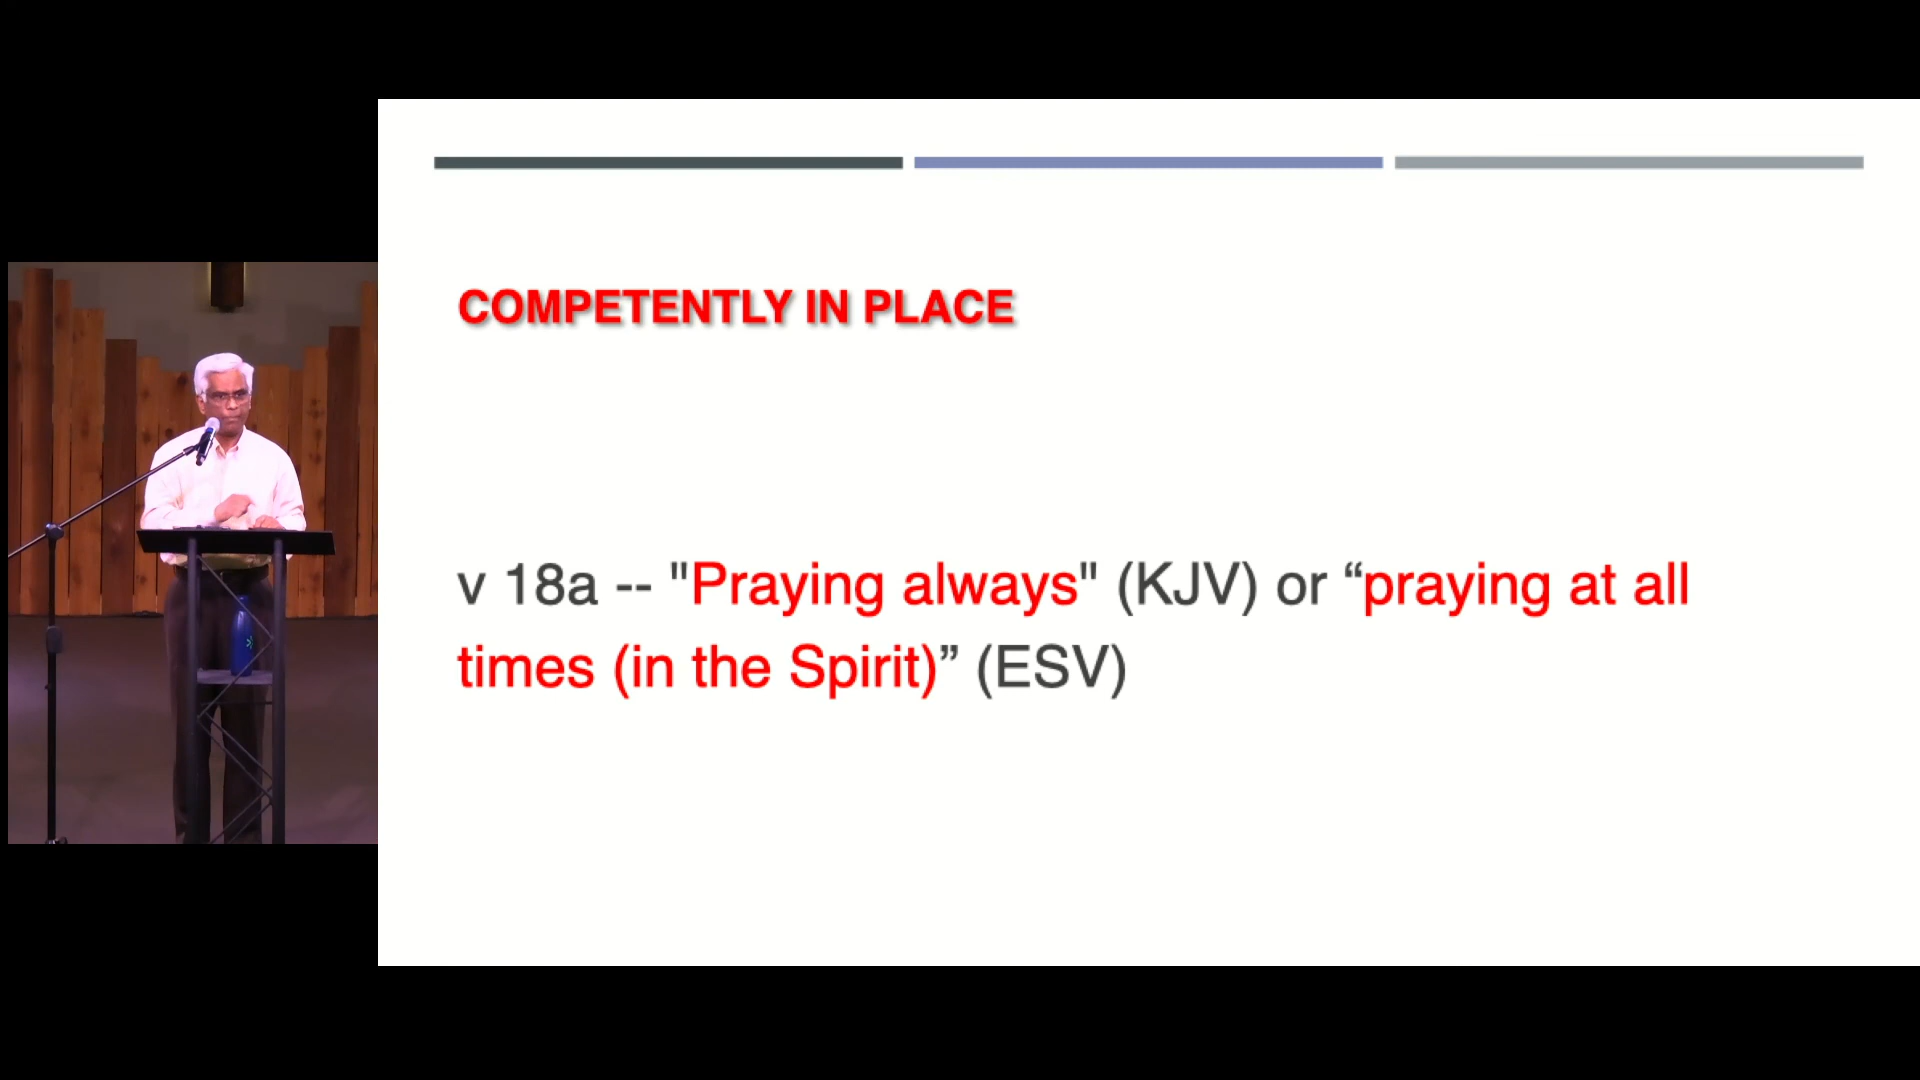 COMPETENTLY IN PLACE
v 18a -- "Praying always" (KJV) or “praying at all
times (in the Spirit)” (ESV)